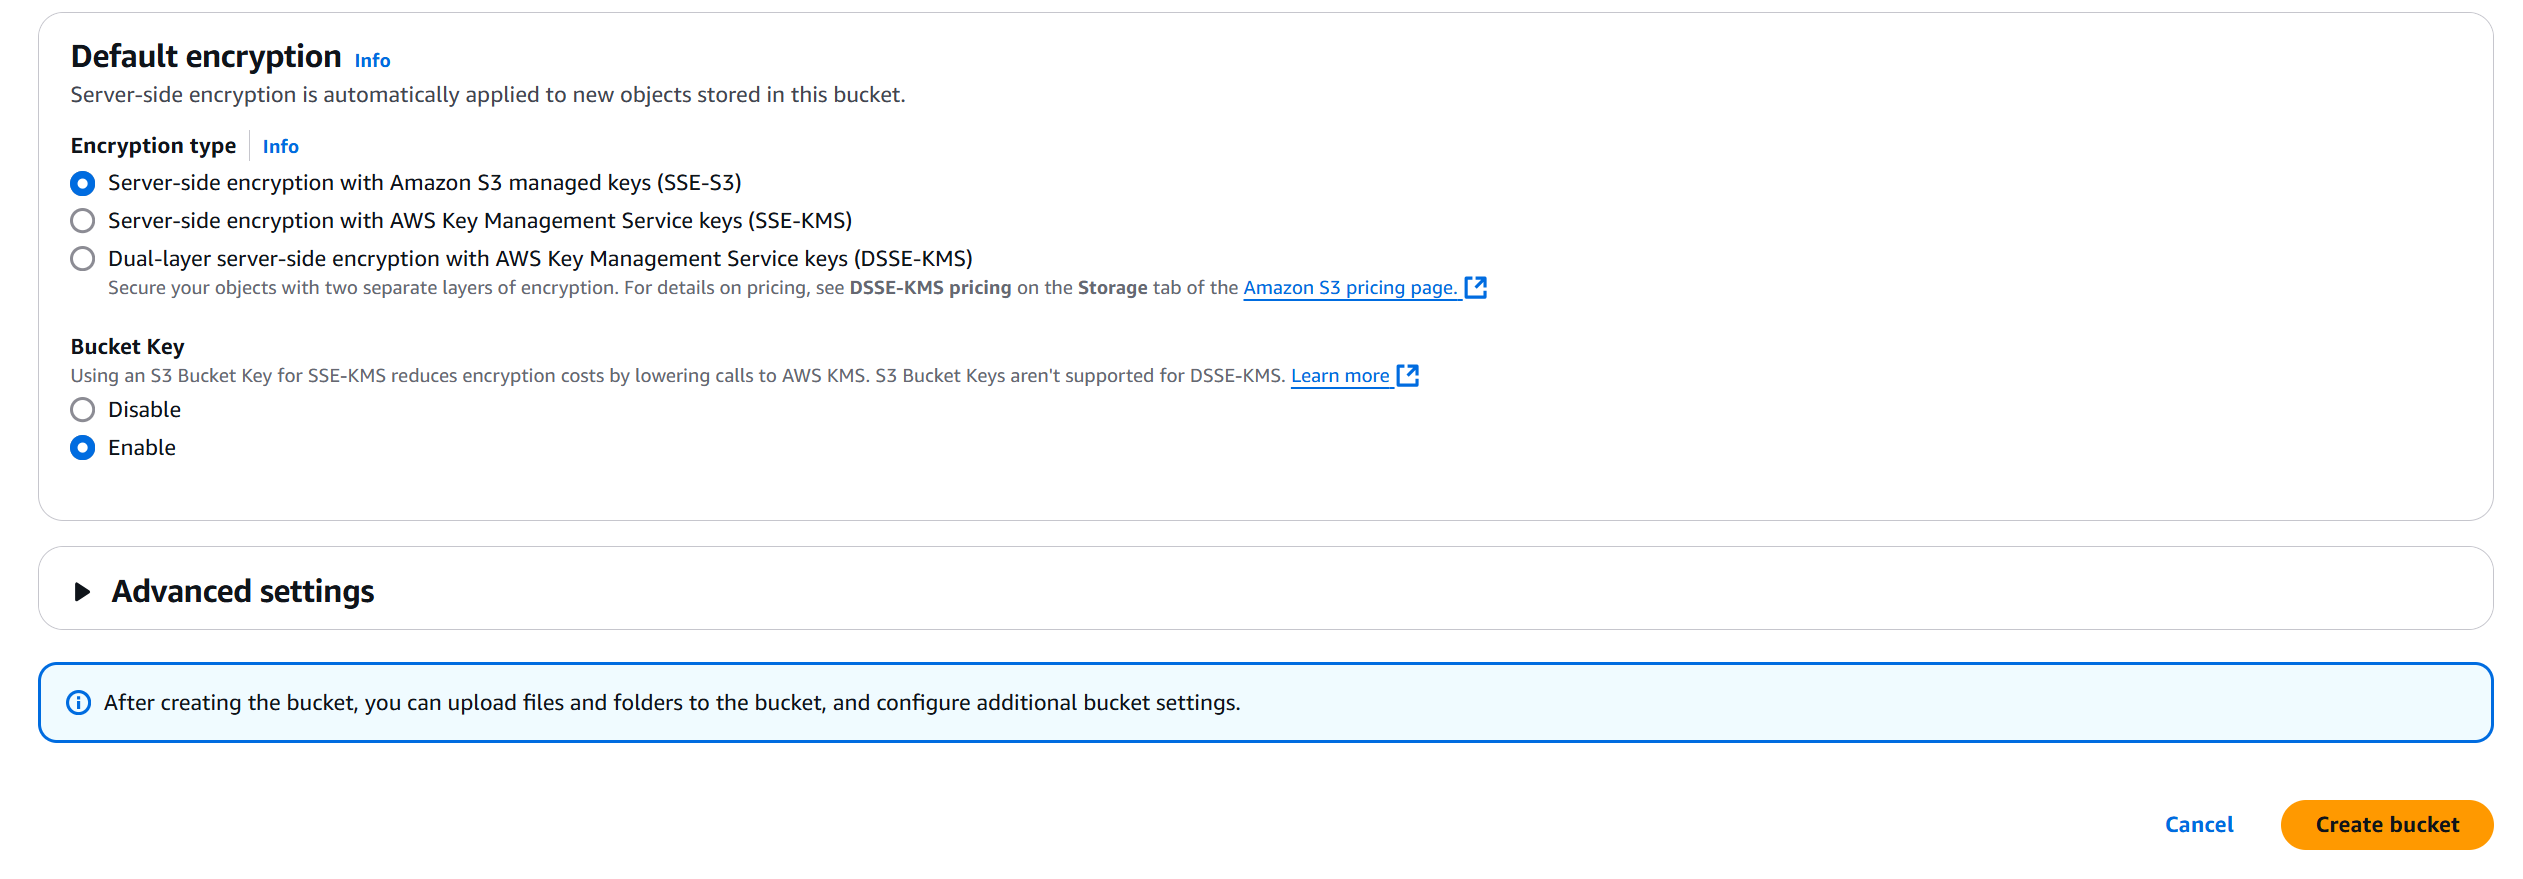 Default encryption Info
Server-side encryption is automatically applied to new objects stored in this bucket.
Encryption type Info
Server-side encryption with Amazon S3 managed keys (SSE-S3)
Server-side encryption with AWS Key Management Service keys (SSE-KMS)
Dual-layer server-side encryption with AWS Key Management Service keys (DSSE-KMS)
Secure your objects with two separate layers of encryption. For details on pricing, see DSSE-KMS pricing on the Storage tab of the Amazon S3 pricing page.
Bucket Key
Using an S3 Bucket Key for SSE-KMS reduces encryption costs by lowering calls to AWS KMS. S3 Bucket Keys aren't supported for DSSE-KMS. Learn more
Disable
Enable
Advanced settings
After creating the bucket, you can upload files and folders to the bucket, and configure additional bucket settings.
Cancel Create bucket